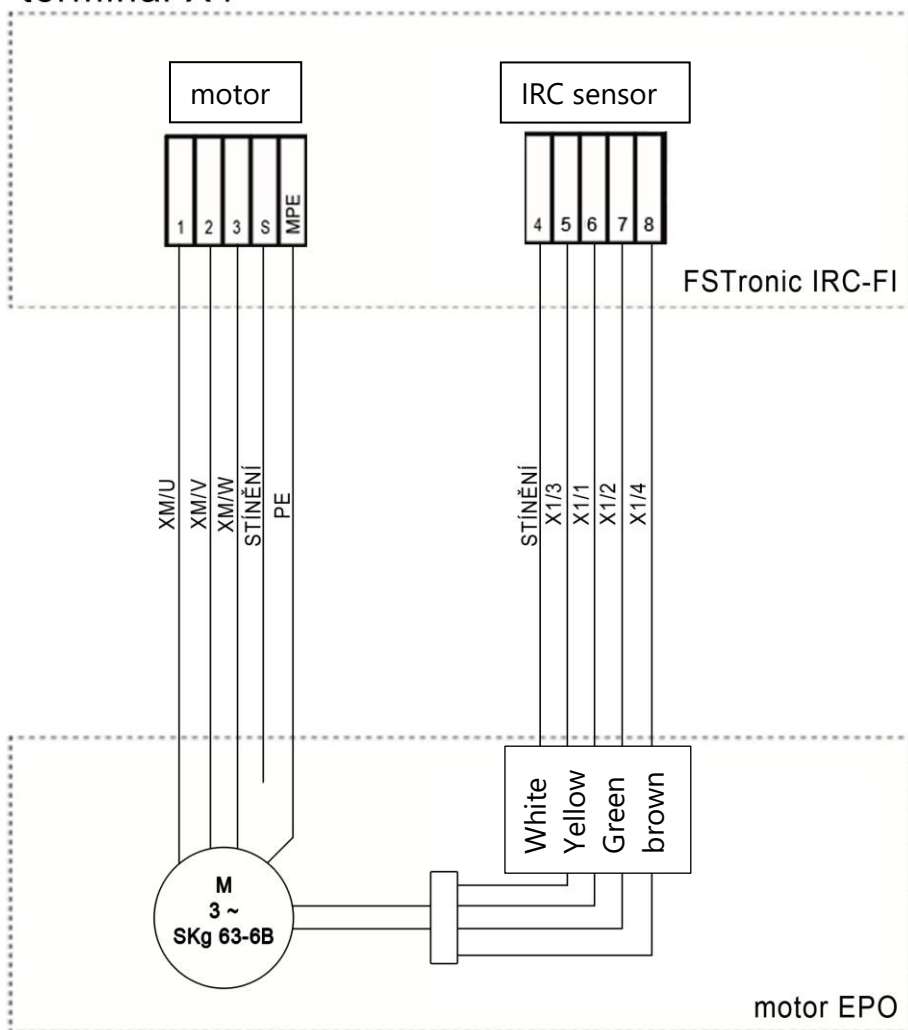 motor
IRC sensor
1 2 3 S MPE
4 5 6 7 8
FSTronic IRC-FI
XM/U
XM/V
XM/W
STÍNĚNÍ
PE
STÍNĚNÍ
X1/3
X1/1
X1/2
X1/4
White
Yellow
Green
brown
M
3 ~
SKg 63-6B
motor EPO